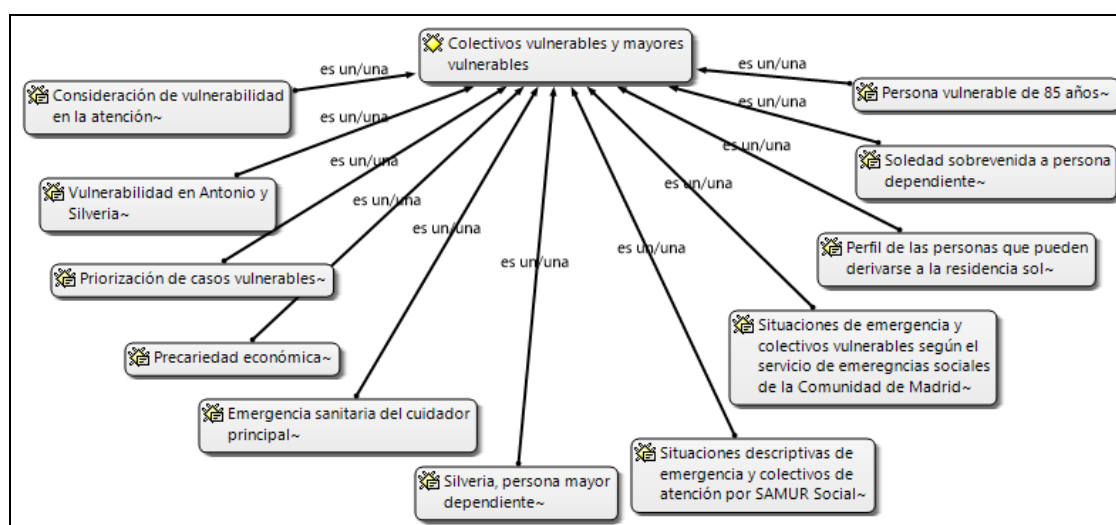 Colectivos vulnerables y mayores
vulnerables
es un/una
es un/una
Consideración de vulnerabilidad
en la atención~
Persona vulnerable de 85 años~
es un/una
es un/una
es un/una
es un/una
Soledad sobrevenida a persona
dependiente~
Vulnerabilidad en Antonio y
Silveria~
es un/una
es un/una
es un/una
es un/una
es un/una
Perfil de las personas que pueden
derivarse a la residencia sol~
Priorización de casos vulnerables~
Situaciones de emergencia y
colectivos vulnerables según el
servicio de emeregncias sociales
de la Comunidad de Madrid~
Precariedad económica~
Emergencia sanitaria del cuidador
principal~
Situaciones descriptivas de
emergencia y colectivos de
atención por SAMUR Social~
Silveria, persona mayor
dependiente~